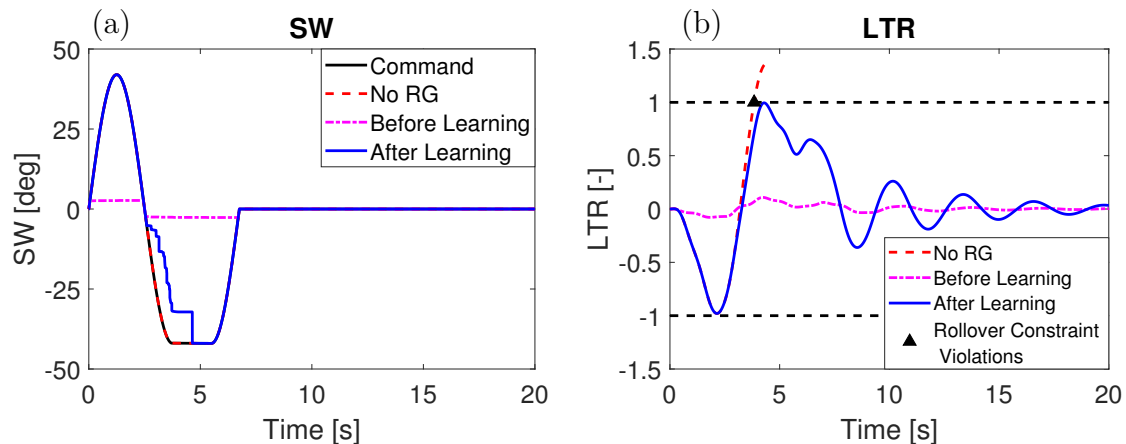 (a)
SW
50
25
0
-25
-50
SW [deg]
Command
No RG
Before Learning
After Learning
0
5
10
15
20
Time [s]
(b)
LTR
1.5
1
0.5
0
-0.5
-1
-1.5
LTR [-]
No RG
Before Learning
After Learning
Rollover Constraint
Violations
0
5
10
15
20
Time [s]